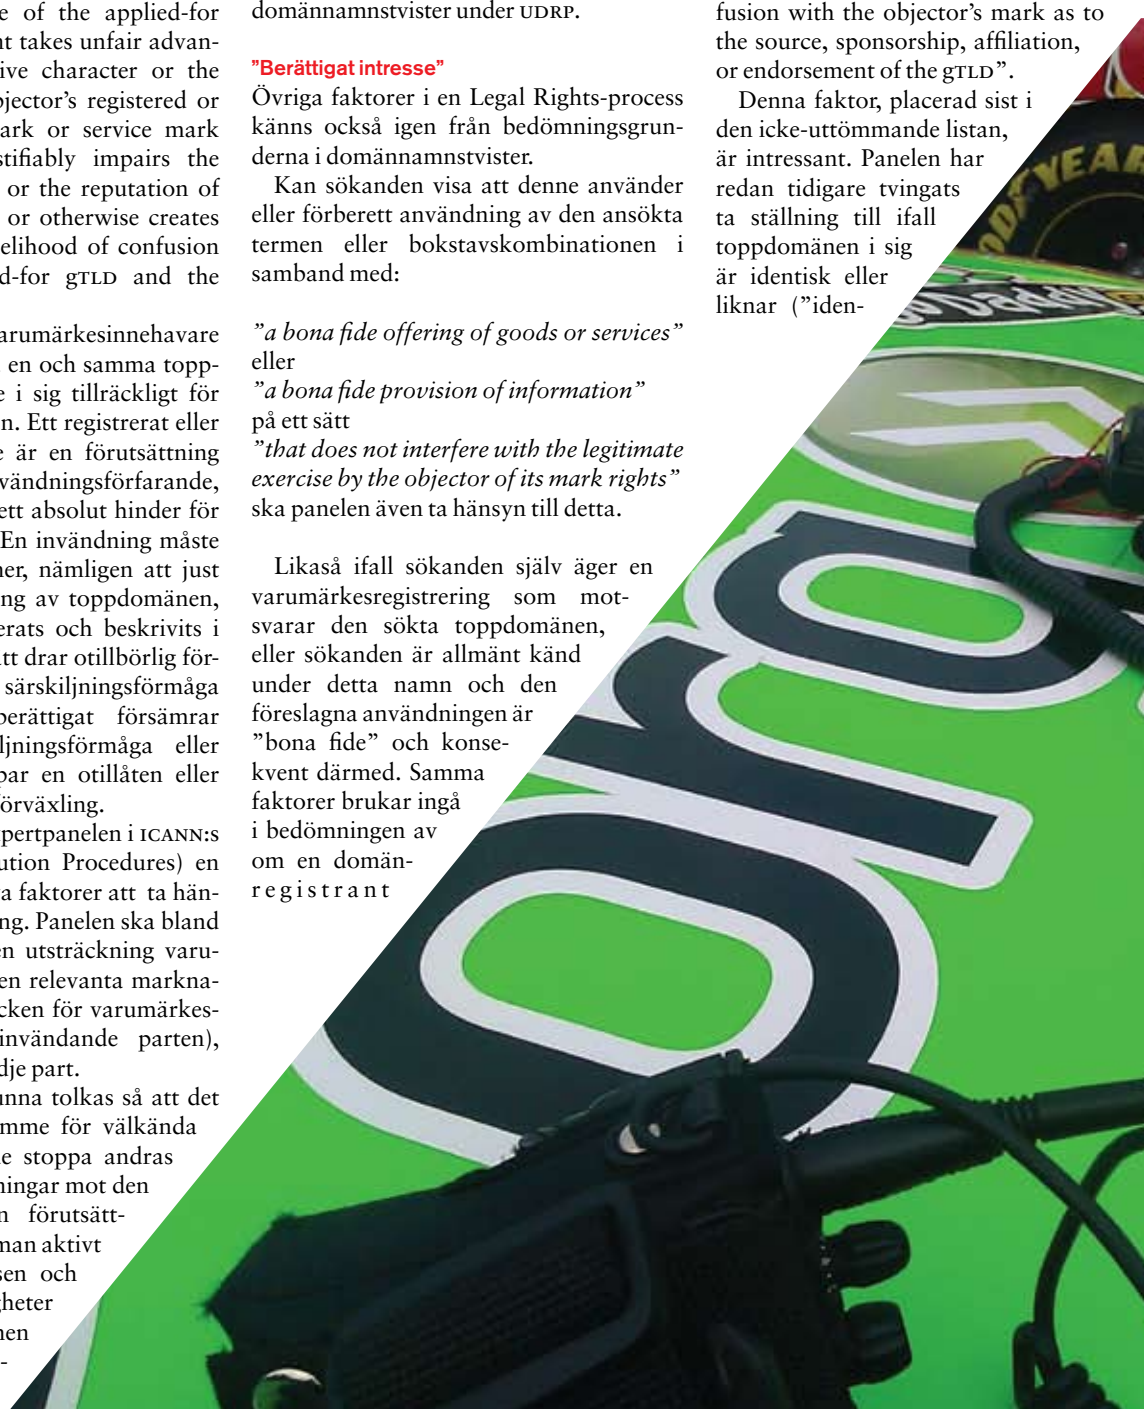 e of the applied-for
nt takes unfair advan-
ive character or the
bjector's registered or
mark or service mark
stifiably impairs the
or the reputation of
or otherwise creates
elihood of confusion
d-for gTLD and the
arumärkesinnehavare
en och samma topp-
e i sig tillräckligt för
n. Ett registrerat eller
e är en förutsättning
vändningsförfarande,
ett absolut hinder för
En invändning måste
ner, nämligen att just
ng av toppdomänen,
erats och beskrivits i
att drar otillbörlig för-
särskiljningsförmåga
berättigat försämrar
ljningsförmåga eller
par en otillåten eller
örväxling.
pertpanelen i ICANN:s
ution Procedures) en
a faktorer att ta hän-
ng. Panelen ska bland
en utsträckning varu-
en relevanta markna-
cken för varumärkes-
invändande parten),
dje part.
unna tolkas så att det
mme för välkända
e stoppa andras
ningar mot den
n förutsätt-
man aktivt
sen och
gheter
nen
-
domännamnstvister under UDRP.
”Berättigat intresse”
Övriga faktorer i en Legal Rights-process
känns också igen från bedömningsgrun-
derna i domännamnstvister.
Kan sökanden visa att denne använder
eller förberett användning av den ansökta
termen eller bokstavskombinationen i
samband med:
”a bona fide offering of goods or services”
eller
”a bona fide provision of information”
på ett sätt
”that does not interfere with the legitimate
exercise by the objector of its mark rights”
ska panelen även ta hänsyn till detta.
Likaså ifall sökanden själv äger en
varumärkesregistrering som mot-
svarar den sökta toppdomänen,
eller sökanden är allmänt känd
under detta namn och den
föreslagna användningen är
”bona fide” och konse-
kvent därmed. Samma
faktorer brukar ingå
i bedömningen av
om en domän-
registrant
fusion with the objector's mark as to
the source, sponsorship, affiliation,
or endorsement of the gTLD”.
Denna faktor, placerad sist i
den icke-uttömmande listan,
är intressant. Panelen har
redan tidigare tvingats
ta ställning till ifall
toppdomänen i sig
är identisk eller
liknar (”iden-
YEAR
Daddy